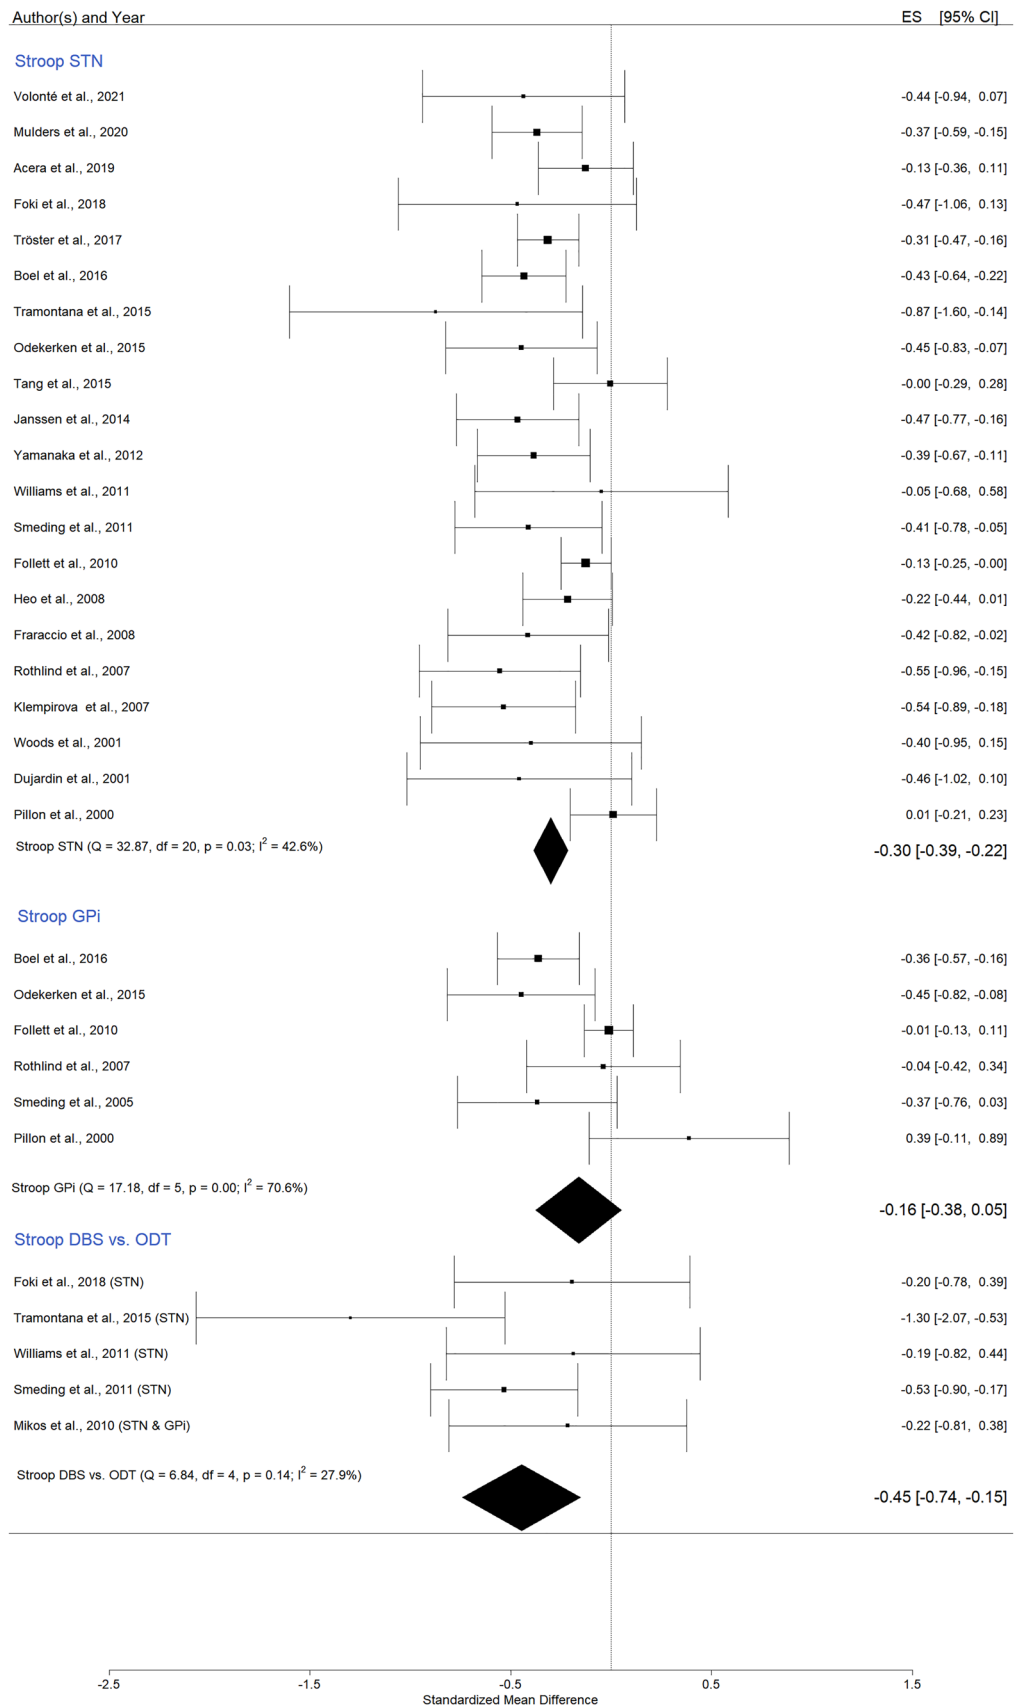 Author(s) and Year ES [95% CI]
Stroop STN
Volonté et al., 2021 -0.44 [-0.94, 0.07]
Mulders et al., 2020 -0.37 [-0.59, -0.15]
Acera et al., 2019 -0.13 [-0.36, 0.11]
Foki et al., 2018 -0.47 [-1.06, 0.13]
Tröster et al., 2017 -0.31 [-0.47, -0.16]
Boel et al., 2016 -0.43 [-0.64, -0.22]
Tramontana et al., 2015 -0.87 [-1.60, -0.14]
Odekerken et al., 2015 -0.45 [-0.83, -0.07]
Tang et al., 2015 -0.00 [-0.29, 0.28]
Janssen et al., 2014 -0.47 [-0.77, -0.16]
Yamanaka et al., 2012 -0.39 [-0.67, -0.11]
Williams et al., 2011 -0.05 [-0.68, 0.58]
Smeding et al., 2011 -0.41 [-0.78, -0.05]
Follett et al., 2010 -0.13 [-0.25, -0.00]
Heo et al., 2008 -0.22 [-0.44, 0.01]
Fraraccio et al., 2008 -0.42 [-0.82, -0.02]
Rothlind et al., 2007 -0.55 [-0.96, -0.15]
Klempirova et al., 2007 -0.54 [-0.89, -0.18]
Woods et al., 2001 -0.40 [-0.95, 0.15]
Dujardin et al., 2001 -0.46 [-1.02, 0.10]
Pillon et al., 2000 0.01 [-0.21, 0.23]
Stroop STN (Q = 32.87, df = 20, p = 0.03; I² = 42.6%) -0.30 [-0.39, -0.22]
Stroop GPi
Boel et al., 2016 -0.36 [-0.57, -0.16]
Odekerken et al., 2015 -0.45 [-0.82, -0.08]
Follett et al., 2010 -0.01 [-0.13, 0.11]
Rothlind et al., 2007 -0.04 [-0.42, 0.34]
Smeding et al., 2005 -0.37 [-0.76, 0.03]
Pillon et al., 2000 0.39 [-0.11, 0.89]
Stroop GPi (Q = 17.18, df = 5, p = 0.00; I² = 70.6%) -0.16 [-0.38, 0.05]
Stroop DBS vs. ODT
Foki et al., 2018 (STN) -0.20 [-0.78, 0.39]
Tramontana et al., 2015 (STN) -1.30 [-2.07, -0.53]
Williams et al., 2011 (STN) -0.19 [-0.82, 0.44]
Smeding et al., 2011 (STN) -0.53 [-0.90, -0.17]
Mikos et al., 2010 (STN & GPi) -0.22 [-0.81, 0.38]
Stroop DBS vs. ODT (Q = 6.84, df = 4, p = 0.14; I² = 27.9%) -0.45 [-0.74, -0.15]
-2.5 -1.5 -0.5 0.5 1.5
Standardized Mean Difference